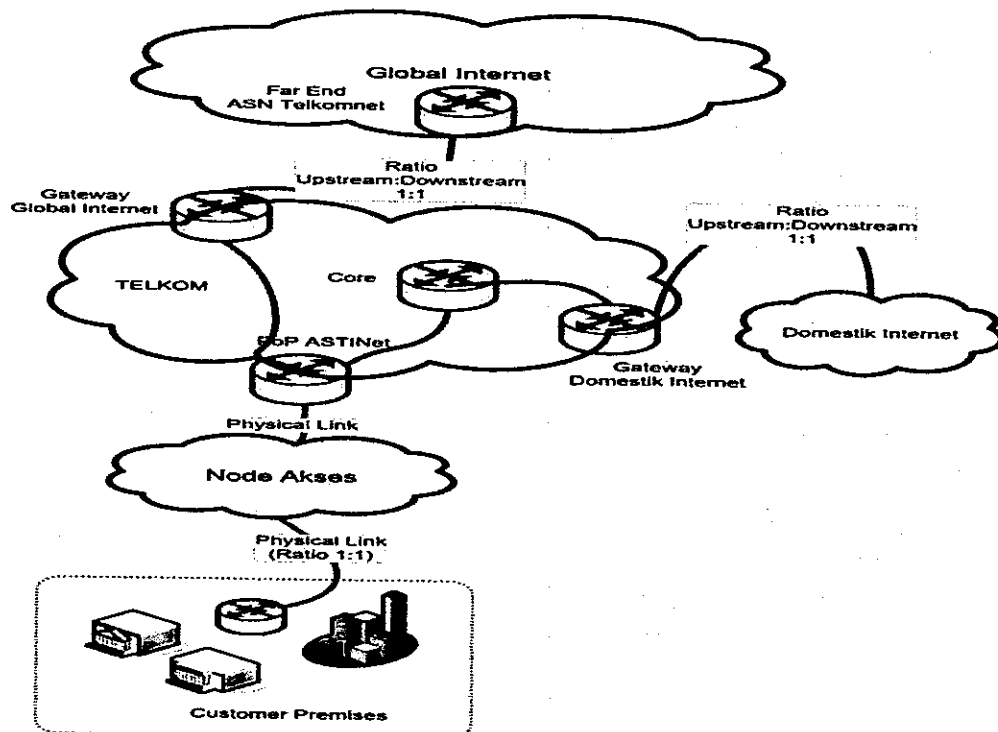 Global Internet
Far End
ASN Telkomnet
Ratio
Upstream:Downstream
1:1
Gateway
Global Internet
Ratio
Upstream:Downstream
1:1
TELKOM
Core
PoP ASTINet
Domestik Internet
Gateway
Domestik Internet
Physical Link
Node Akses
Physical Link
(Ratio 1:1)
Customer Premises